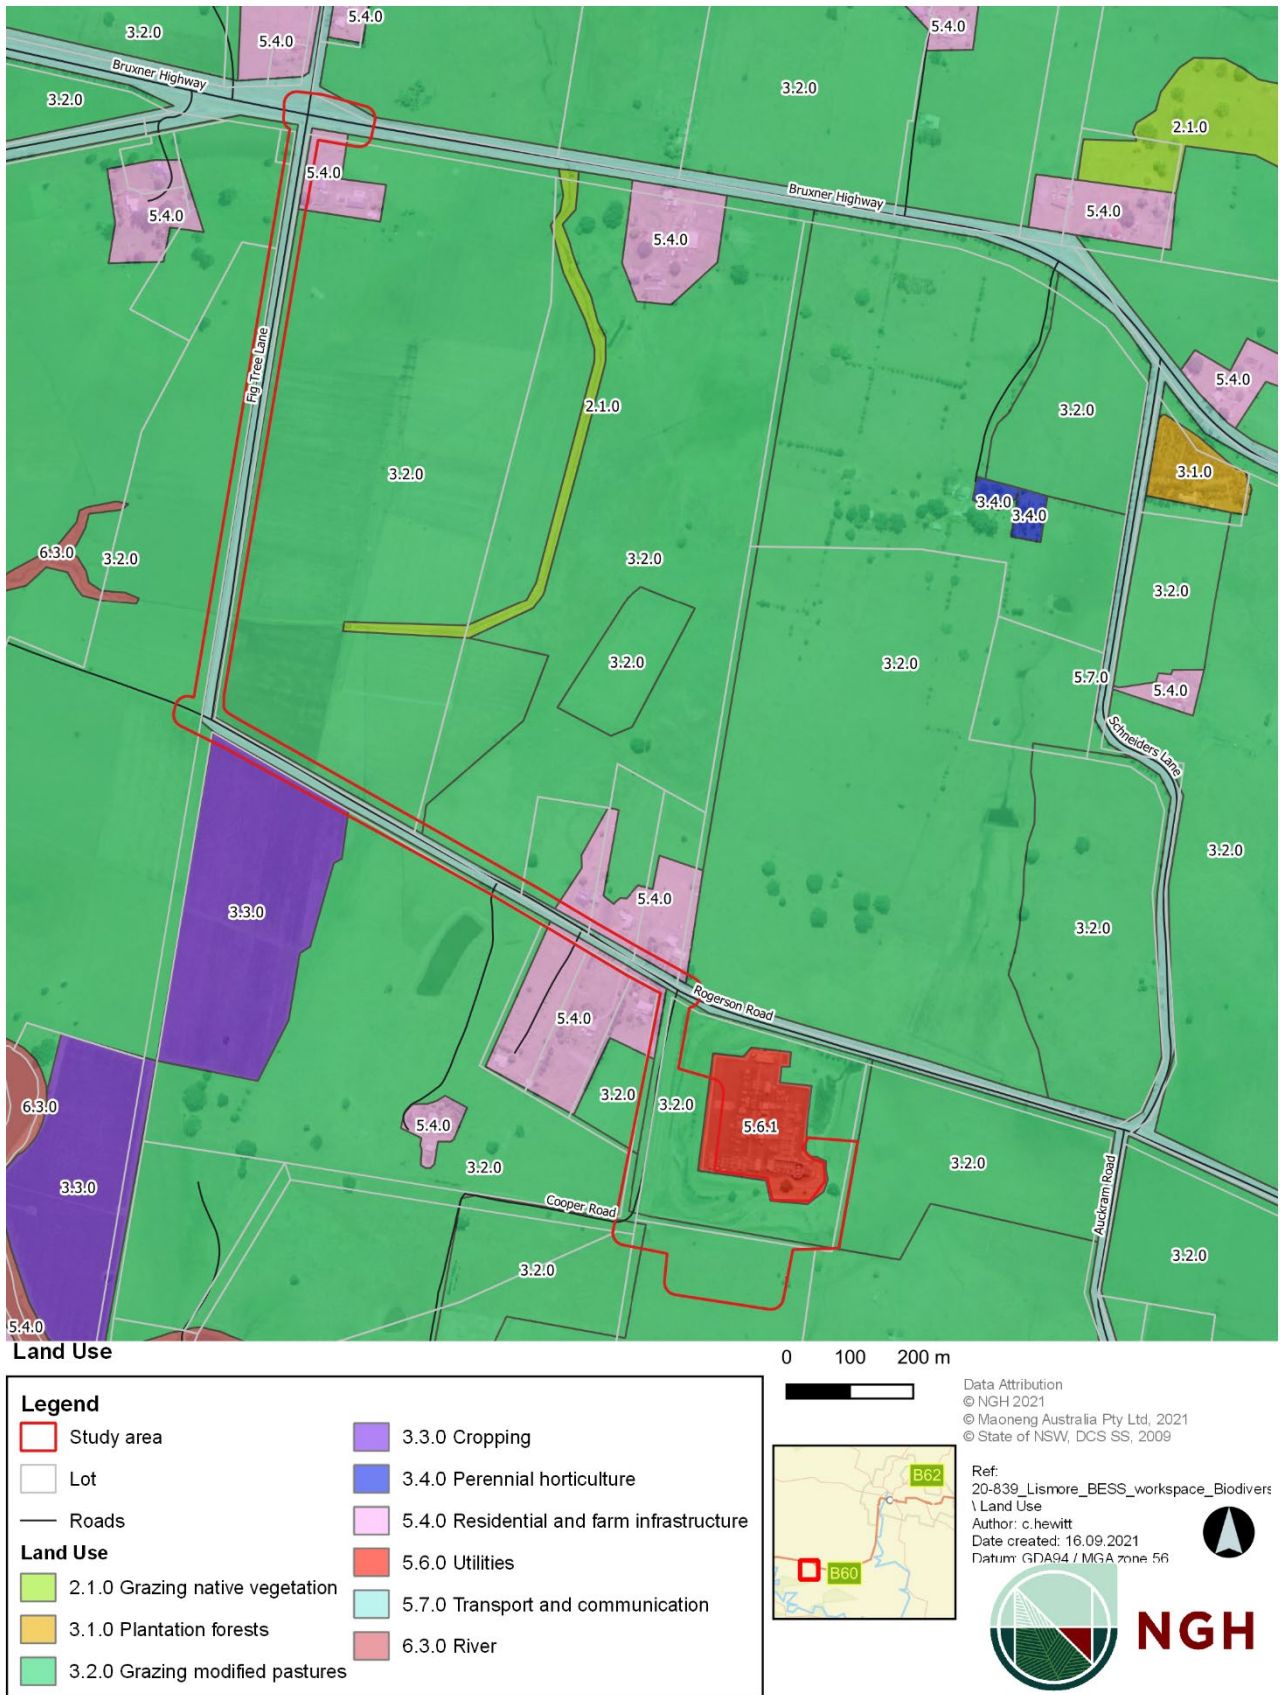 5.4.0
3.2.0
5.4.0
5.4.0
Bruxner Highway
3.2.0
3.2.0
2.1.0
5.4.0
Bruxner Highway
5.4.0
5.4.0
5.4.0
Fig Tree Lane
5.4.0
2.1.0
3.2.0
3.2.0
3.1.0
3.4.0
3.4.0
6.3.0
3.2.0
3.2.0
3.2.0
3.2.0
3.2.0
5.7.0
5.4.0
Schneiders Lane
3.2.0
5.4.0
3.3.0
3.2.0
Rogerson Road
5.4.0
3.2.0
3.2.0
6.3.0
5.4.0
5.6.1
3.2.0
3.2.0
3.3.0
Auckram Road
Cooper Road
3.2.0
3.2.0
5.4.0
Land Use
0 100 200 m
Legend
Study area
Lot
Roads
Land Use
2.1.0 Grazing native vegetation
3.1.0 Plantation forests
3.2.0 Grazing modified pastures
3.3.0 Cropping
3.4.0 Perennial horticulture
5.4.0 Residential and farm infrastructure
5.6.0 Utilities
5.7.0 Transport and communication
6.3.0 River
B62
B60
Data Attribution
© NGH 2021
© Maoneng Australia Pty Ltd, 2021
© State of NSW, DCS SS, 2009
Ref:
20-839_Lismore_BESS_workspace_Biodivers
\ Land Use
Author: c.hewitt
Date created: 16.09.2021
Datum: GDA94 / MGA zone 56
NGH